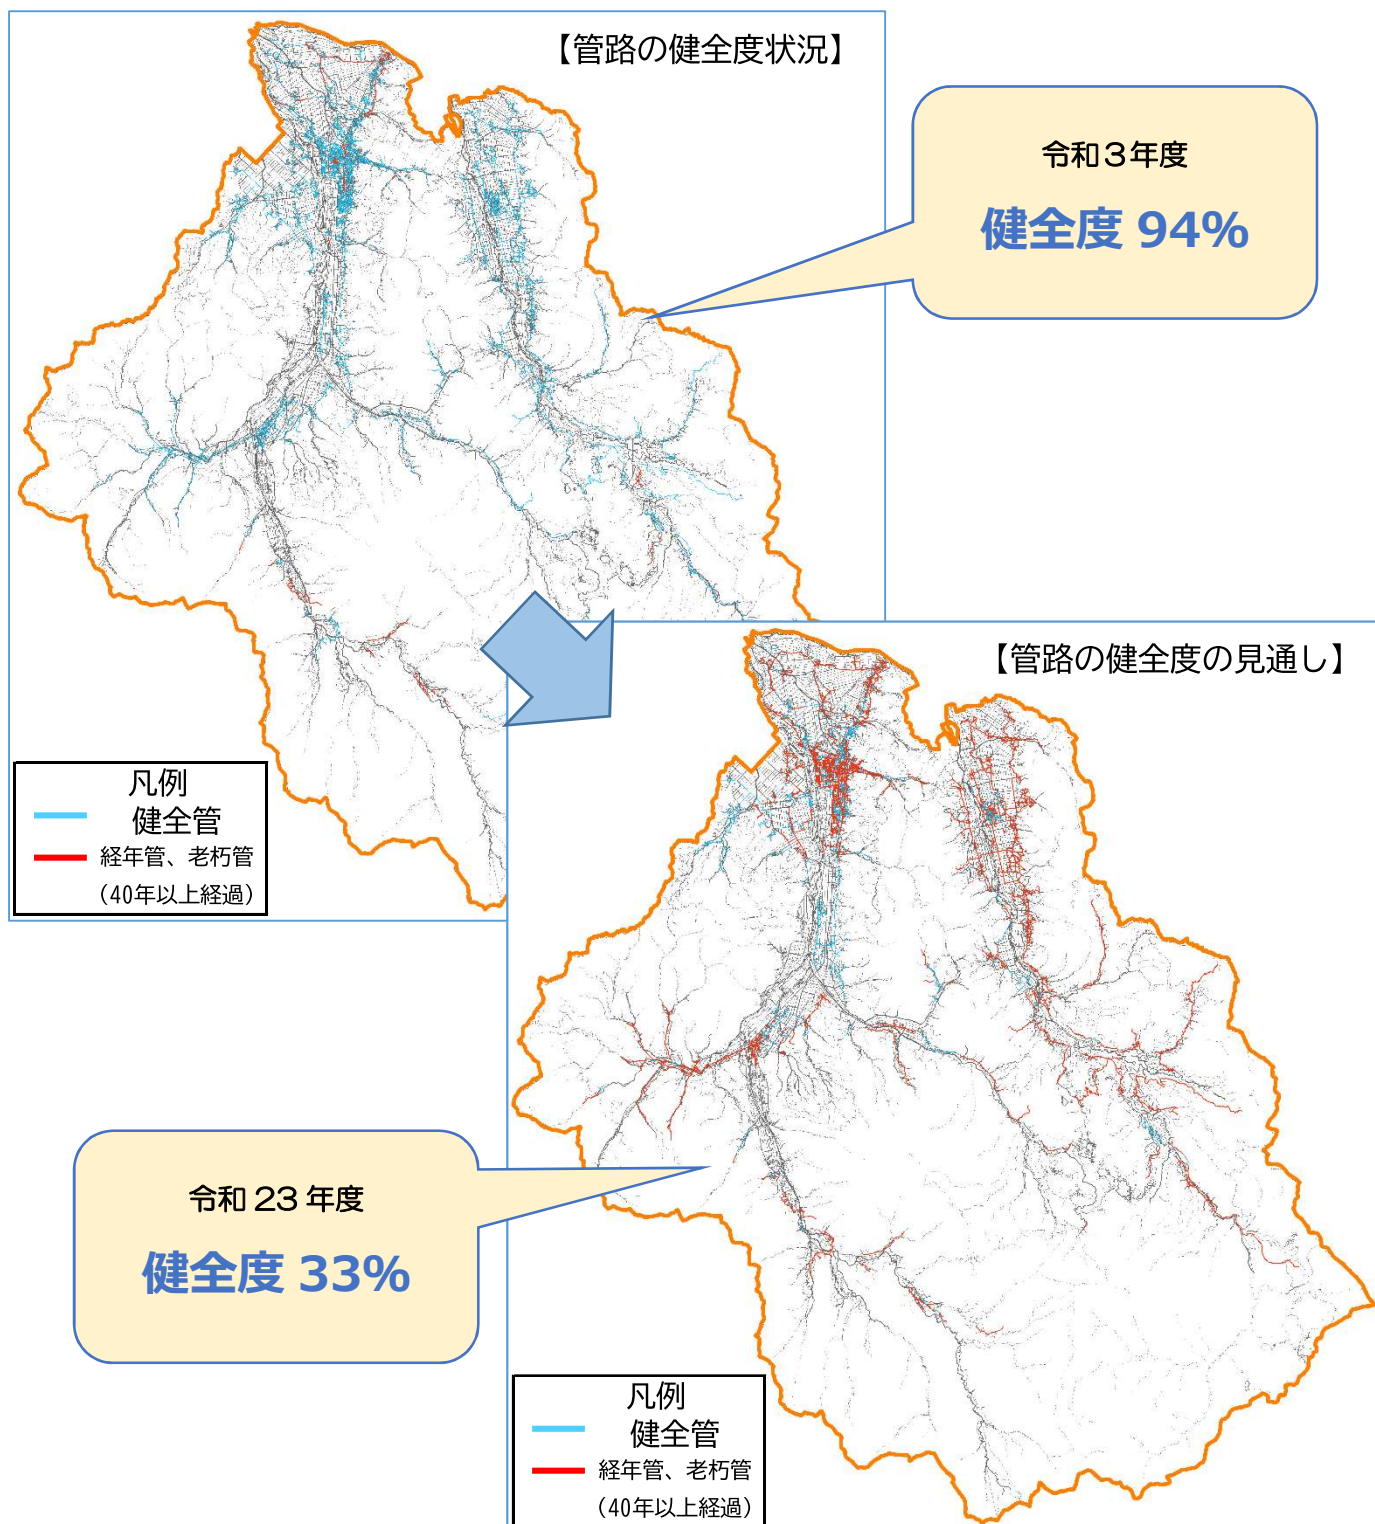 【管路の健全度状況】
令和3年度
健全度 94%
凡例
健全管
経年管、老朽管
(40年以上経過)
【管路の健全度の見通し】
令和 23 年度
健全度 33%
凡例
健全管
経年管、老朽管
(40年以上経過)